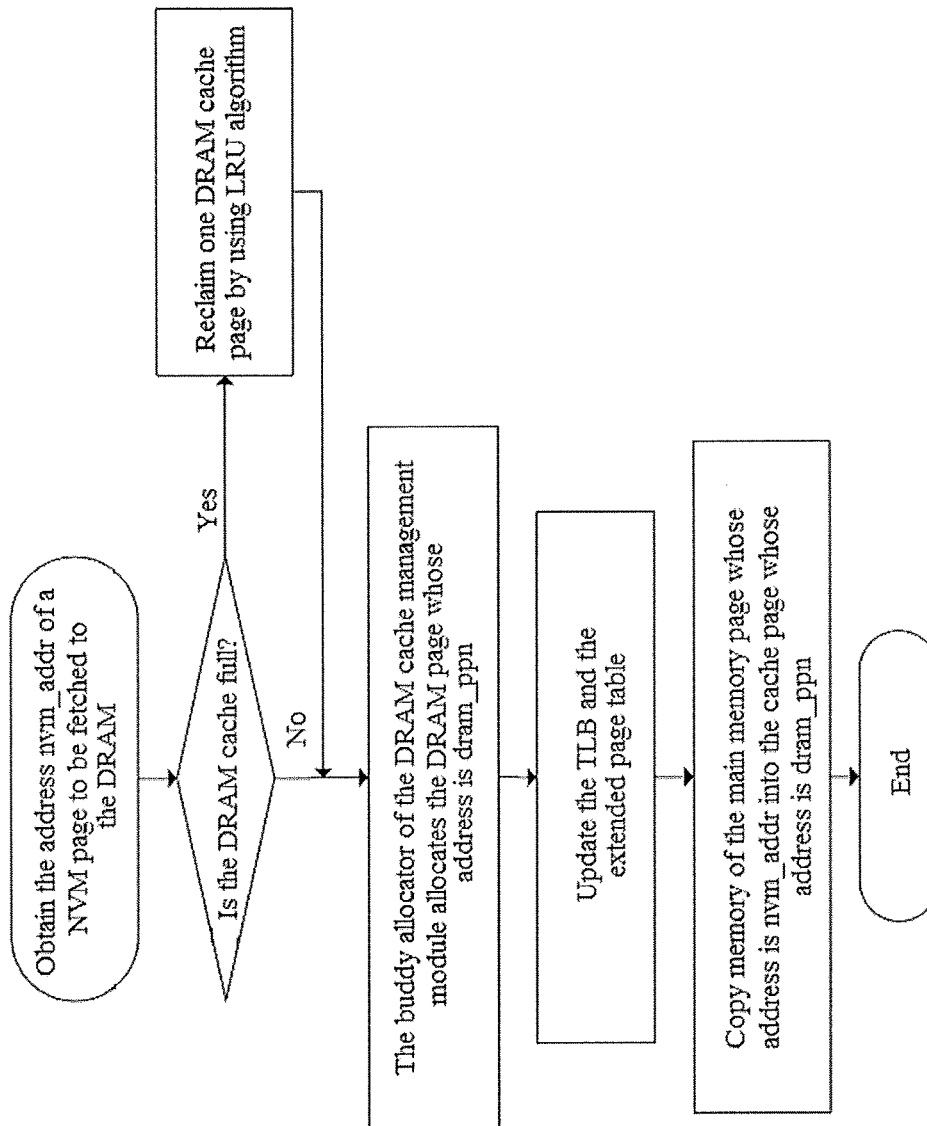 Obtain the address nvm_addr of a
NVM page to be fetched to
the DRAM
Is the DRAM cache full?
Yes
Reclaim one DRAM cache
page by using LRU algorithm
No
The buddy allocator of the DRAM cache management
module allocates the DRAM page whose
address is dram_ppn
Update the TLB and the
extended page table
Copy memory of the main memory page whose
address is nvm_addr into the cache page whose
address is dram_ppn
End